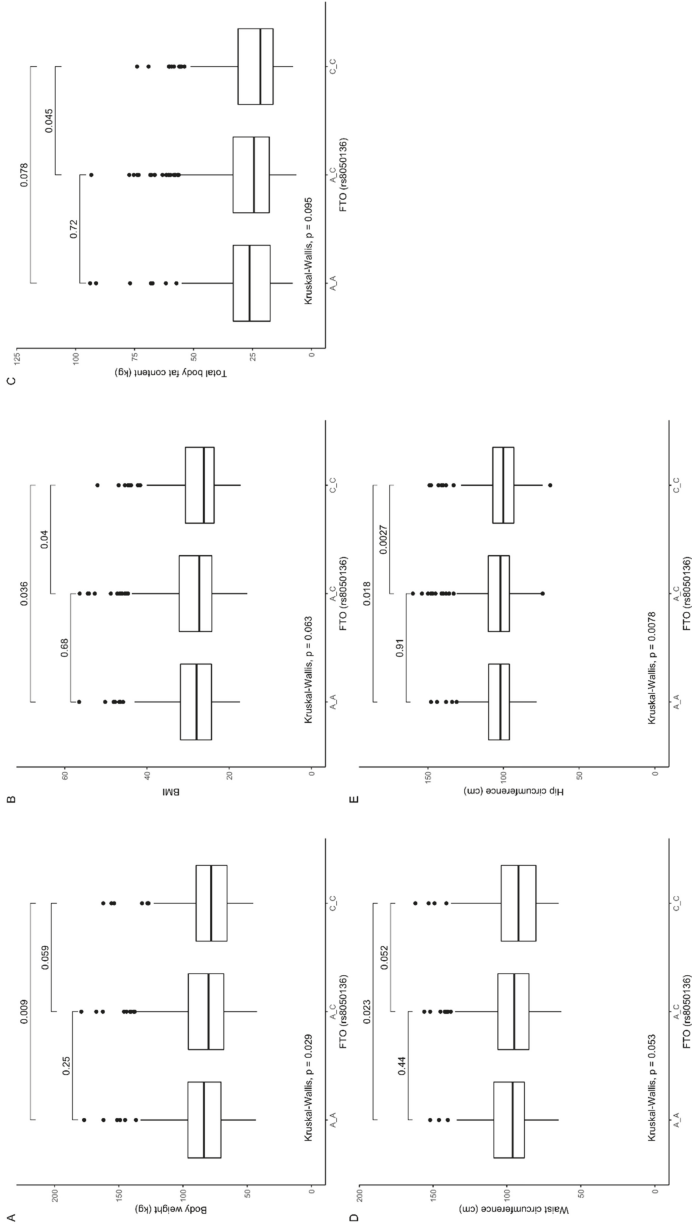 A
Body weight (kg)
200
150
100
50
0
0.009
0.059
0.25
Kruskal-Wallis, p = 0.029
A_A
A_C
C_C
FTO (rs8050136)
B
BMI
60
40
20
0
0.036
0.04
0.68
Kruskal-Wallis, p = 0.063
A_A
A_C
C_C
FTO (rs8050136)
C
Total body fat content (kg)
125
100
75
50
25
0
0.078
0.045
0.72
Kruskal-Wallis, p = 0.095
A_A
A_C
C_C
FTO (rs8050136)
D
Waist circumference (cm)
200
150
100
50
0
0.023
0.052
0.44
Kruskal-Wallis, p = 0.053
A_A
A_C
C_C
FTO (rs8050136)
E
Hip circumference (cm)
150
100
50
0
0.018
0.0027
0.91
Kruskal-Wallis, p = 0.0078
A_A
A_C
C_C
FTO (rs8050136)